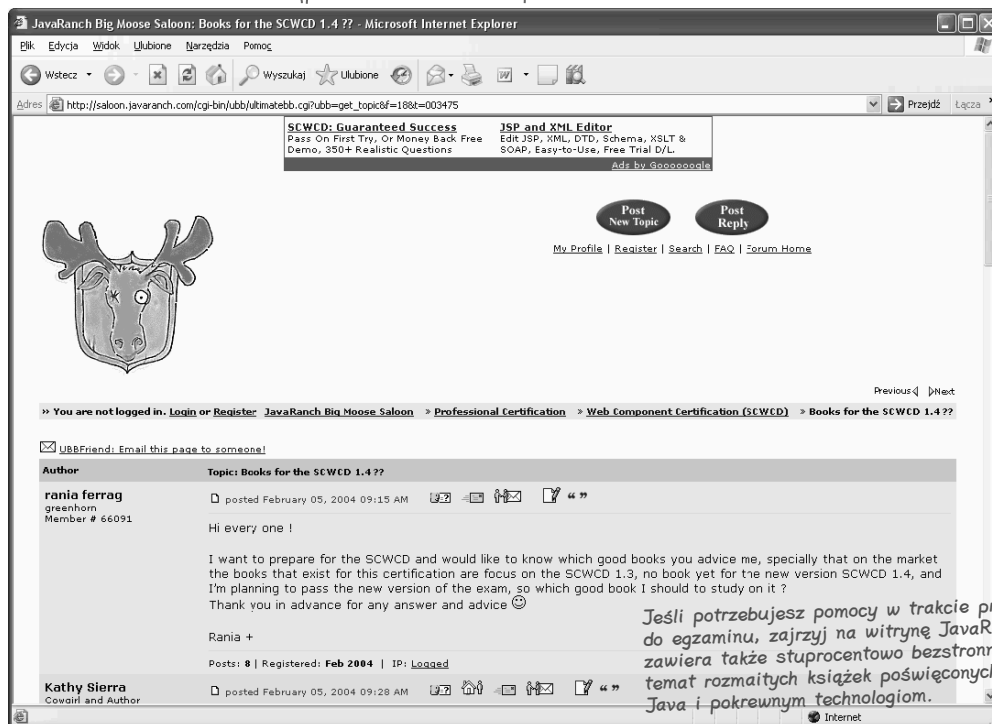 JavaRanch Big Moose Saloon: Books for the SCWCD 1.4 ?? - Microsoft Internet Explorer
Plik Edycja Widok Ulubione Narzędzia Pomoc
Wstecz Wyszukaj Ulubione
Adres http://saloon.javaranch.com/cgi-bin/ubb/ultimatebb.cgi?ubb=get_topic&f=18&t=003475 Przejdź Łącza
SCWCD: Guaranteed Success JSP and XML Editor
Pass On First Try, Or Money Back Free Edit JSP, XML, DTD, Schema, XSLT &
Demo, 350+ Realistic Questions SOAP, Easy-to-Use, Free Trial D/L.
Ads by Goooooogle
Post New Topic Post Reply
My Profile | Register | Search | FAQ | Forum Home
Previous Next
» You are not logged in. Login or Register JavaRanch Big Moose Saloon » Professional Certification » Web Component Certification (SCWCD) » Books for the SCWCD 1.4 ??
UBBFriend: Email this page to someone!
Author Topic: Books for the SCWCD 1.4 ??
rania ferrag
greenhorn
Member # 66091
posted February 05, 2004 09:15 AM
Hi every one !
I want to prepare for the SCWCD and would like to know which good books you advice me, specially that on the market
the books that exist for this certification are focus on the SCWCD 1.3, no book yet for the new version SCWCD 1.4, and
I'm planning to pass the new version of the exam, so which good book I should to study on it ?
Thank you in advance for any answer and advice
Rania +
Posts: 8 | Registered: Feb 2004 | IP: Logged
Jeśli potrzebujesz pomocy w trakcie
do egzaminu, zajrzyj na witrynę
zawiera także stuprocentowo
temat rozmaitych książek
Java i pokrewnym technologiom.
Kathy Sierra
Cowgirl and Author
posted February 05, 2004 09:28 AM
Internet